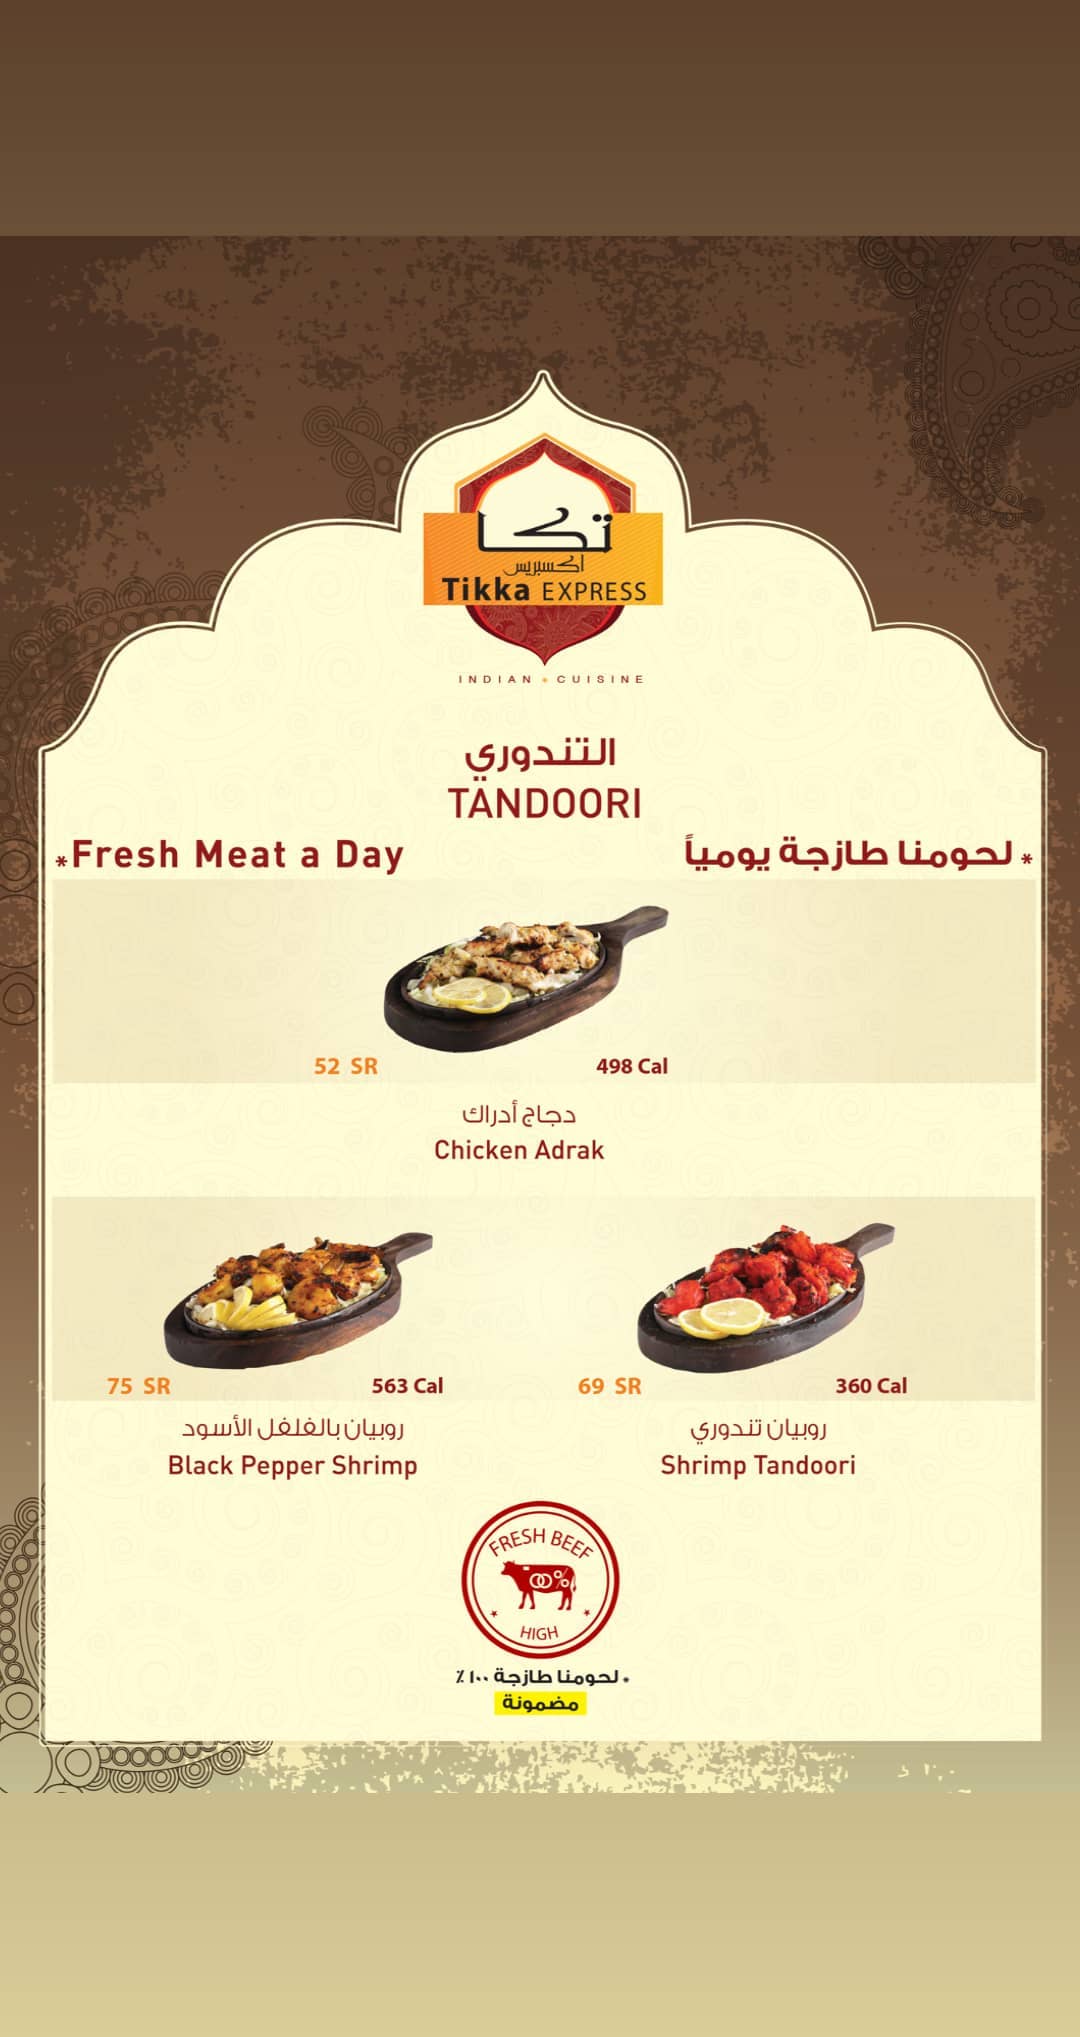 تكا
اكسبريس
Tikka EXPRESS
INDIAN • CUISINE
التندوري
TANDOORI
*Fresh Meat a Day
* لحومنا طازجة يومياً
52 SR
498 Cal
دجاج أدراك
Chicken Adrak
75 SR
563 Cal
69 SR
360 Cal
روبيان بالفلفل الأسود
Black Pepper Shrimp
روبيان تندوري
Shrimp Tandoori
FRESH BEEF
HIGH
* لحومنا طازجة ١٠٠ ٪
مضمونة